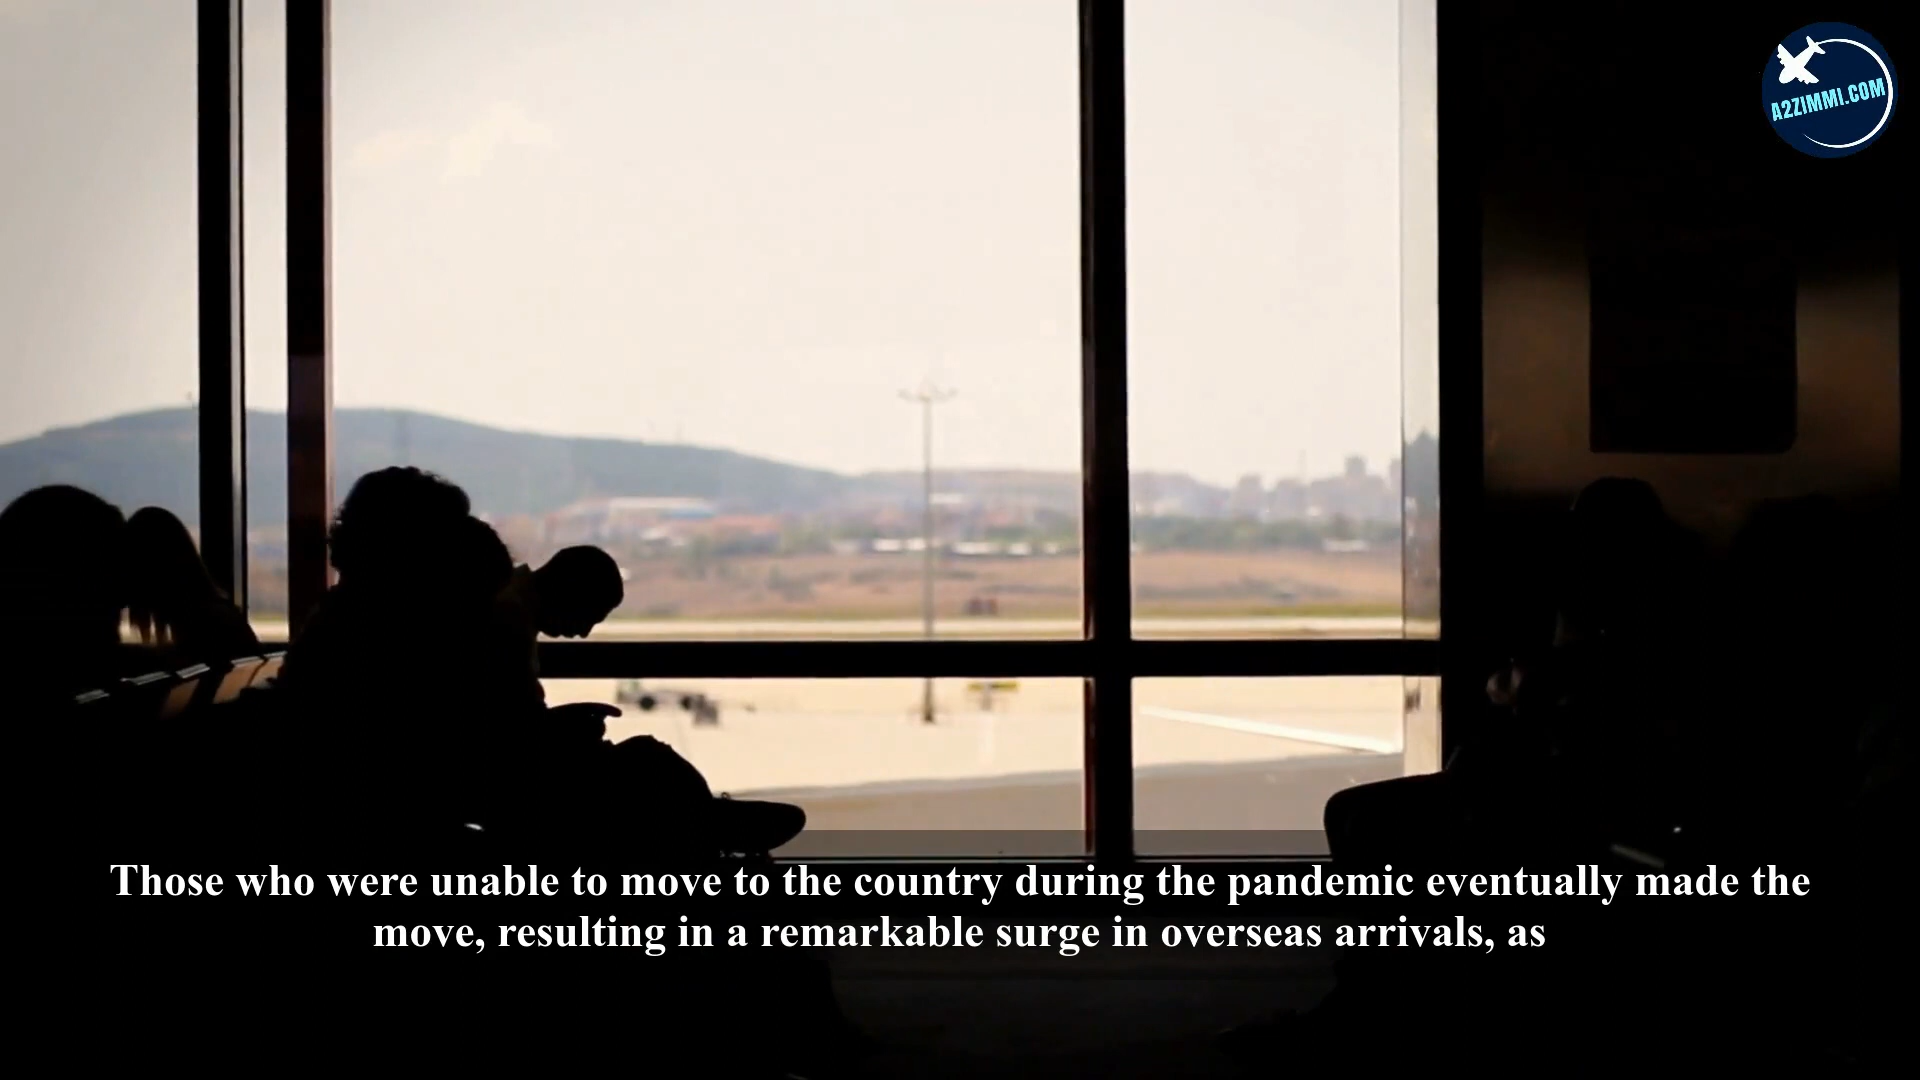 A2ZIMMI.COM
Those who were unable to move to the country during the pandemic eventually made the
move, resulting in a remarkable surge in overseas arrivals, as